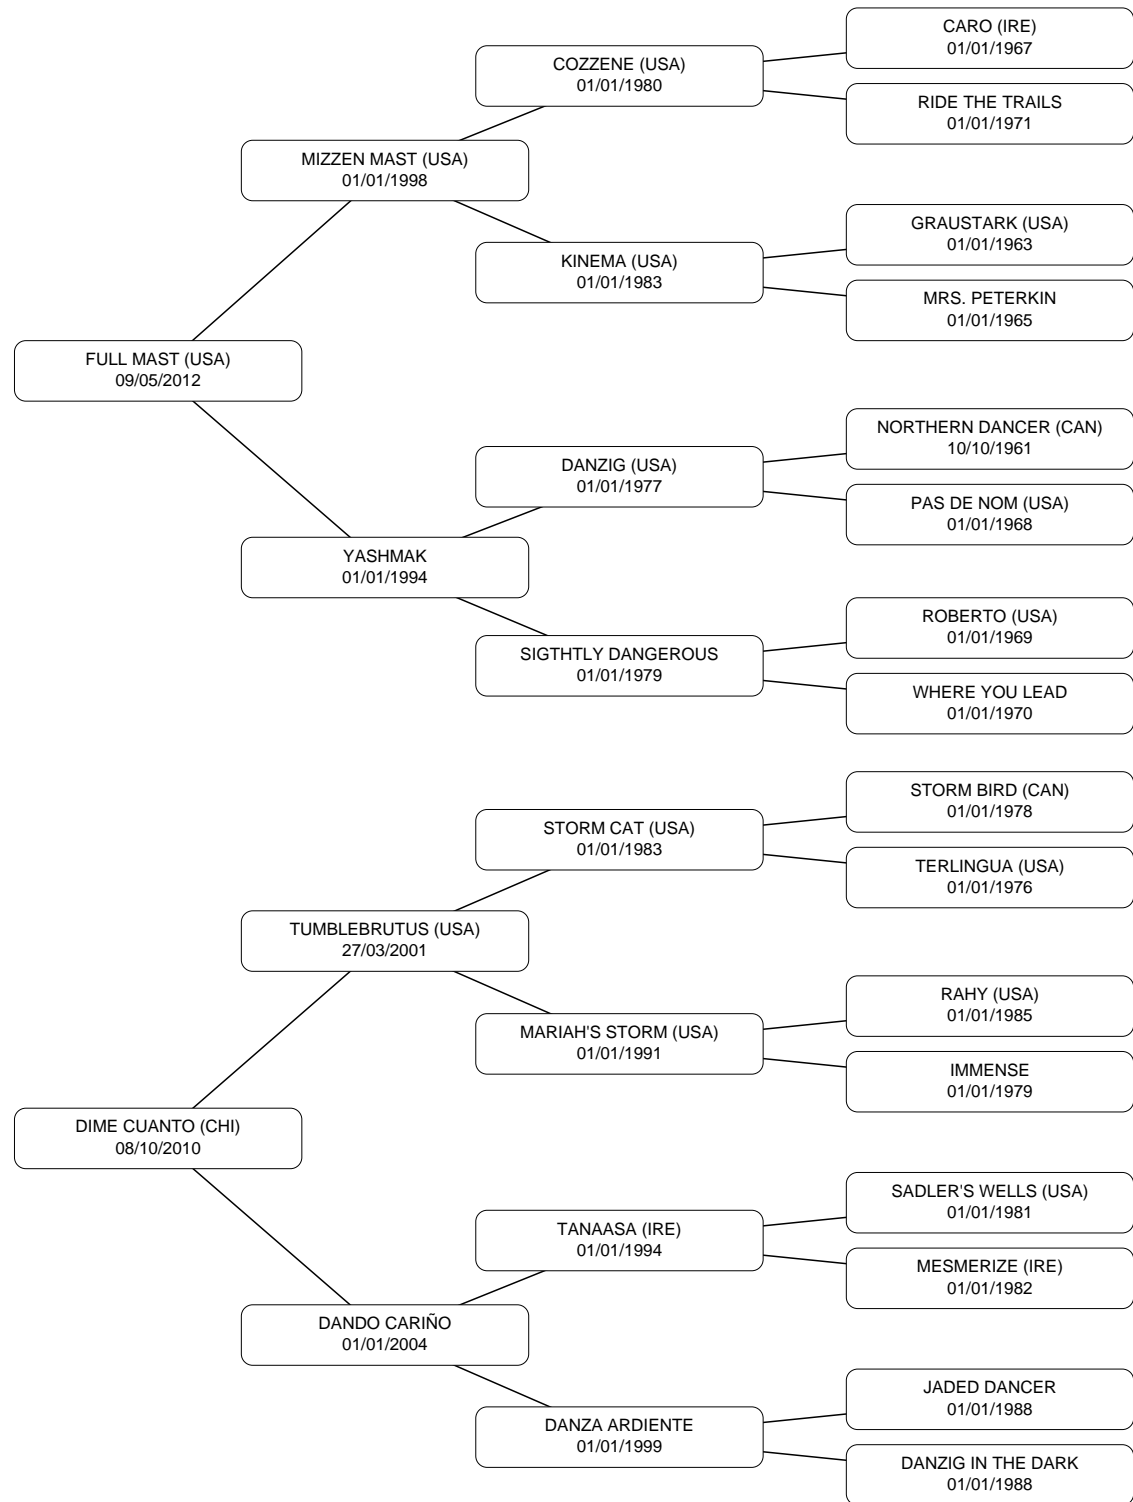 CARO (IRE)
01/01/1967
COZZENE (USA)
01/01/1980
RIDE THE TRAILS
01/01/1971
MIZZEN MAST (USA)
01/01/1998
GRAUSTARK (USA)
01/01/1963
KINEMA (USA)
01/01/1983
MRS. PETERKIN
01/01/1965
FULL MAST (USA)
09/05/2012
NORTHERN DANCER (CAN)
10/10/1961
DANZIG (USA)
01/01/1977
PAS DE NOM (USA)
01/01/1968
YASHMAK
01/01/1994
ROBERTO (USA)
01/01/1969
SIGTHTLY DANGEROUS
01/01/1979
WHERE YOU LEAD
01/01/1970
STORM BIRD (CAN)
01/01/1978
STORM CAT (USA)
01/01/1983
TERLINGUA (USA)
01/01/1976
TUMBLEBRUTUS (USA)
27/03/2001
RAHY (USA)
01/01/1985
MARIAH'S STORM (USA)
01/01/1991
IMMENSE
01/01/1979
DIME CUANTO (CHI)
08/10/2010
SADLER'S WELLS (USA)
01/01/1981
TANAASA (IRE)
01/01/1994
MESMERIZE (IRE)
01/01/1982
DANDO CARIÑO
01/01/2004
JADED DANCER
01/01/1988
DANZA ARDIENTE
01/01/1999
DANZIG IN THE DARK
01/01/1988